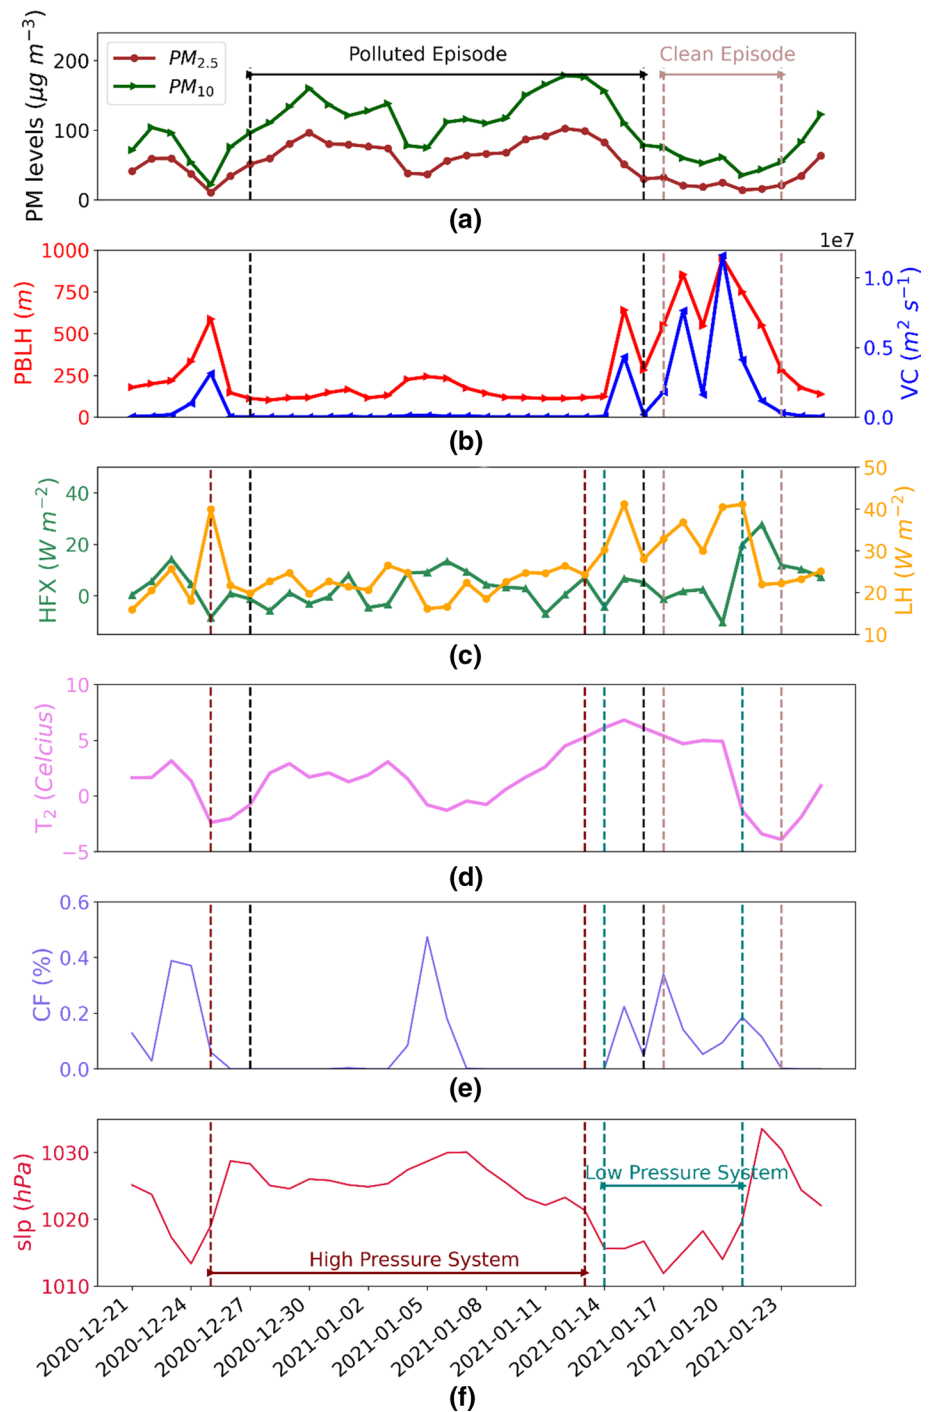 PM levels (μg m⁻³)
200
100
0
PM₂.₅
PM₁₀
Polluted Episode
Clean Episode
(a)
1e7
PBLH (m)
1000
750
500
250
0
1.0
0.5
0.0
VC (m² s⁻¹)
(b)
HFX (W m⁻²)
40
20
0
50
40
30
20
10
LH (W m⁻²)
(c)
T₂ (Celcius)
10
5
0
−5
(d)
CF (%)
0.6
0.4
0.2
0.0
(e)
slp (hPa)
1030
1020
1010
Low Pressure System
High Pressure System
2020-12-21
2020-12-24
2020-12-27
2020-12-30
2021-01-02
2021-01-05
2021-01-08
2021-01-11
2021-01-14
2021-01-17
2021-01-20
2021-01-23
(f)